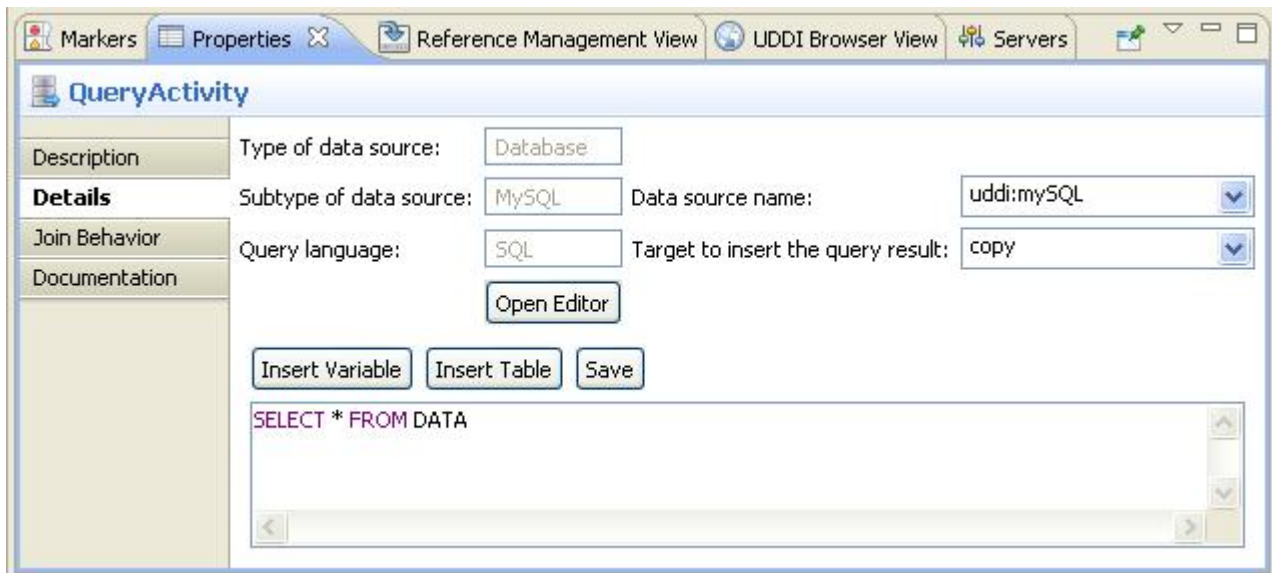 Markers Properties Reference Management View UDDI Browser View Servers
QueryActivity
Description
Details
Join Behavior
Documentation
Type of data source: Database
Subtype of data source: MySQL Data source name: uddi:mySQL
Query language: SQL Target to insert the query result: copy
Open Editor
Insert Variable Insert Table Save
SELECT * FROM DATA